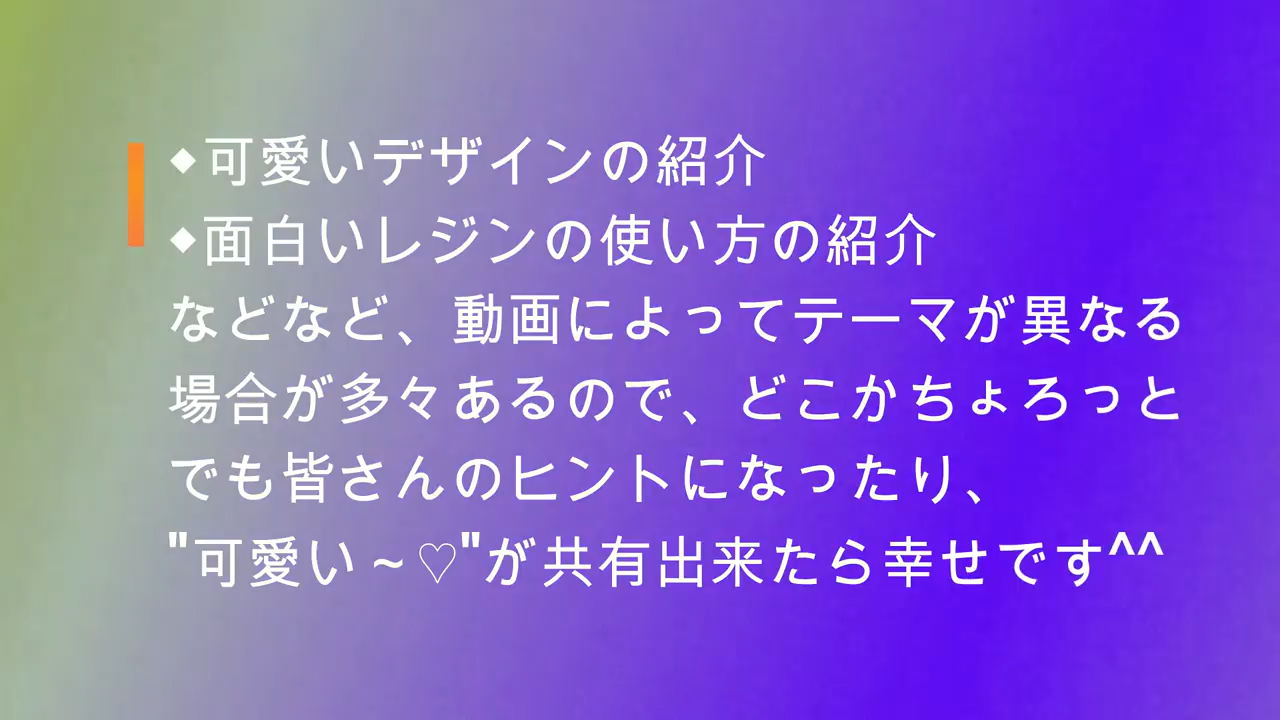 ◆可愛いデザインの紹介
◆面白いレジンの使い方の紹介
などなど、動画によってテーマが異なる
場合が多々あるので、どこかちょろっと
でも皆さんのヒントになったり、
"可愛い～♡"が共有出来たら幸せです^^